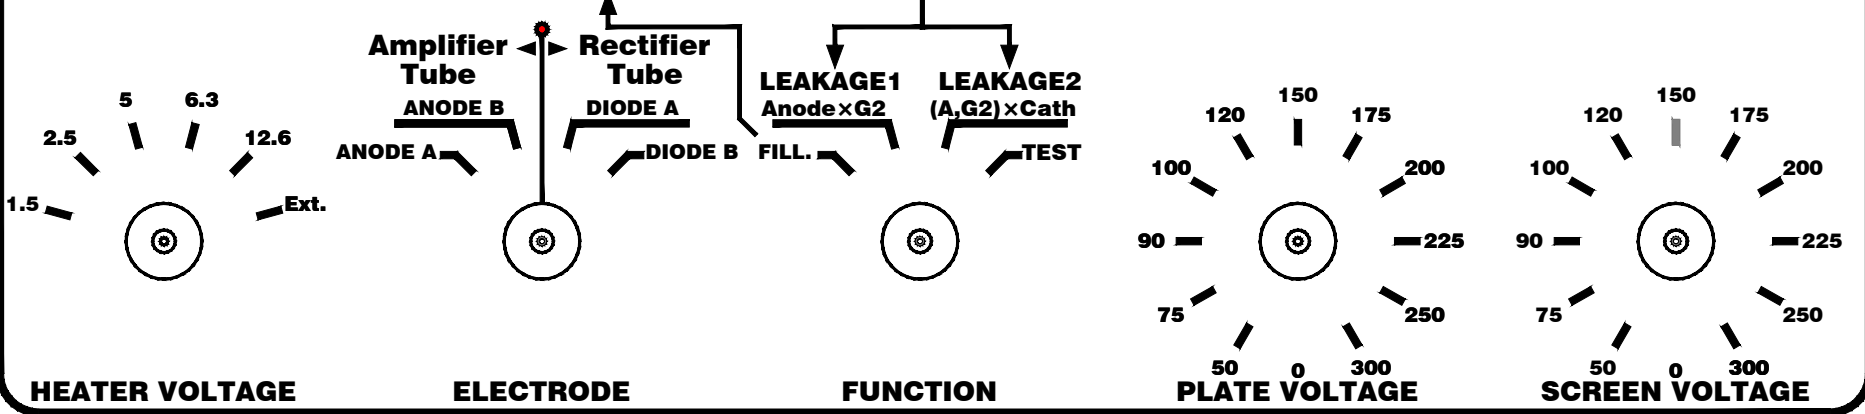 Amplifier Tube
Rectifier Tube
ANODE B
DIODE A
ANODE A
DIODE B
LEAKAGE1
Anode×G2
LEAKAGE2
(A,G2)×Cath
FILL.
TEST
1.5
2.5
5
6.3
12.6
Ext.
50
75
90
100
120
150
175
200
225
250
300
0
50
75
90
100
120
150
175
200
225
250
300
0
HEATER VOLTAGE
ELECTRODE
FUNCTION
PLATE VOLTAGE
SCREEN VOLTAGE